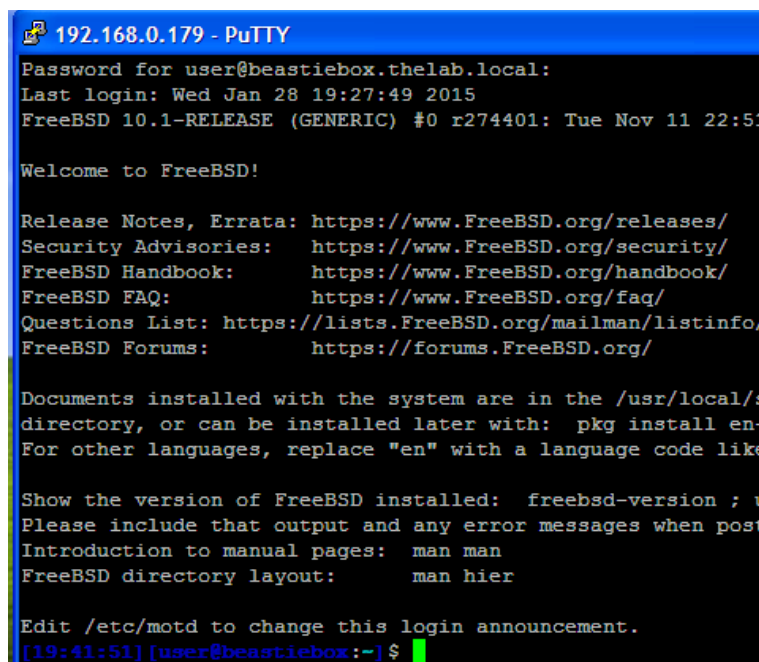 192.168.0.179 - PuTTY
Password for user@beastiebox.thelab.local:
Last login: Wed Jan 28 19:27:49 2015
FreeBSD 10.1-RELEASE (GENERIC) #0 r274401: Tue Nov 11 22:51
Welcome to FreeBSD!
Release Notes, Errata: https://www.FreeBSD.org/releases/
Security Advisories:   https://www.FreeBSD.org/security/
FreeBSD Handbook:      https://www.FreeBSD.org/handbook/
FreeBSD FAQ:           https://www.FreeBSD.org/faq/
Questions List: https://lists.FreeBSD.org/mailman/listinfo/
FreeBSD Forums:        https://forums.FreeBSD.org/
Documents installed with the system are in the /usr/local/s
directory, or can be installed later with:  pkg install en-
For other languages, replace "en" with a language code like
Show the version of FreeBSD installed:  freebsd-version ; u
Please include that output and any error messages when post
Introduction to manual pages:  man man
FreeBSD directory layout:      man hier
Edit /etc/motd to change this login announcement.
[19:41:51][user@beastiebox:~]$